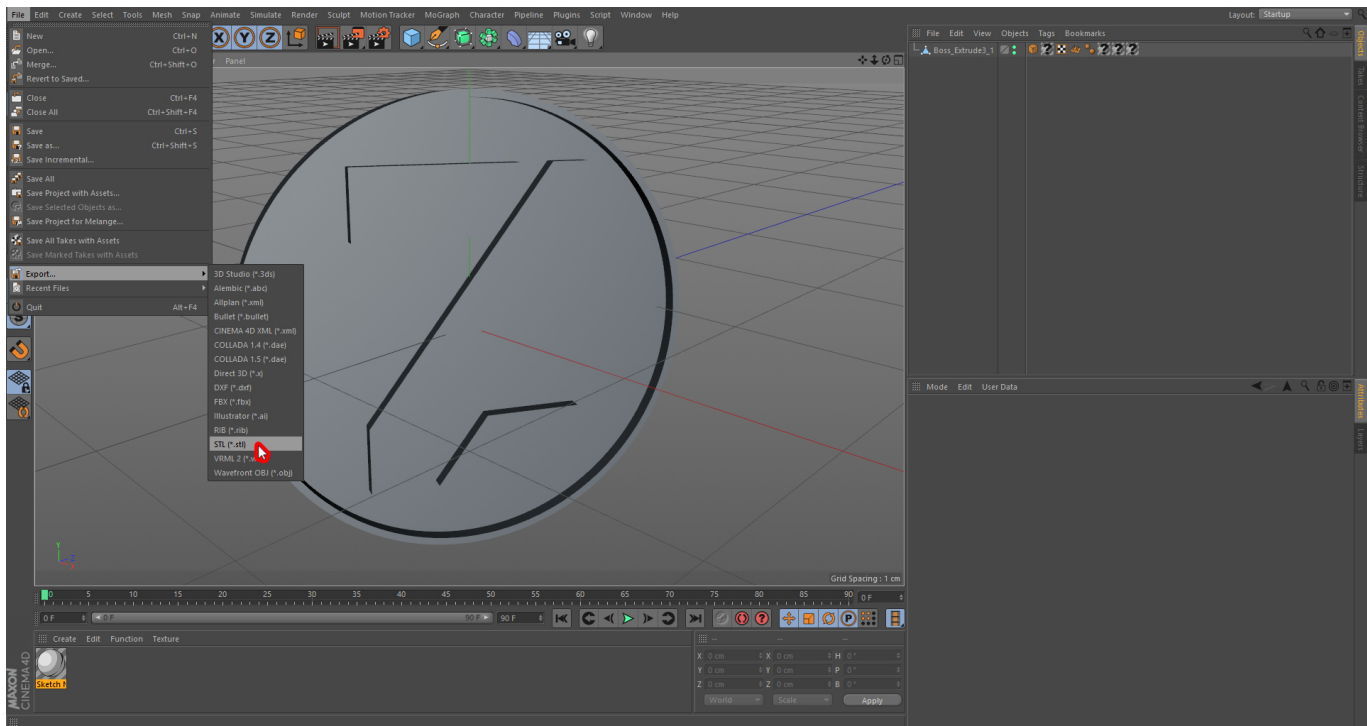 File Edit Create Select Tools Mesh Snap Animate Simulate Render Sculpt Motion Tracker MoGraph Character Pipeline Plugins Script Window Help Layout: Startup
New Ctrl+N
Open... Ctrl+O
Merge... Ctrl+Shift+O
Revert to Saved...
Close Ctrl+F4
Close All Ctrl+Shift+F4
Save Ctrl+S
Save as... Ctrl+Shift+S
Save Incremental...
Save All
Save Project with Assets...
Save Selected Objects as...
Save Project for Melange...
Save All Takes with Assets
Save Marked Takes with Assets
Export...
Recent Files
Quit Alt+F4
3D Studio (*.3ds)
Alembic (*.abc)
Allplan (*.xml)
Bullet (*.bullet)
CINEMA 4D XML (*.xml)
COLLADA 1.4 (*.dae)
COLLADA 1.5 (*.dae)
Direct 3D (*.x)
DXF (*.dxf)
FBX (*.fbx)
Illustrator (*.ai)
RIB (*.rib)
STL (*.stl)
VRML 2 (*.w
Wavefront OBJ (*.obj)
X Y Z
Panel
Y
Z
Grid Spacing : 1 cm
File Edit View Objects Tags Bookmarks
Boss_Extrude3_1
Objects
Takes
Content Browser
Structure
Mode Edit User Data
Attributes
Layers
0 5 10 15 20 25 30 35 40 45 50 55 60 65 70 75 80 85 90 0 F
0 F 0 F 90 F 90 F
Create Edit Function Texture
Sketch
MAXON
CINEMA 4D
-- -- --
X 0 cm X 0 cm H 0 °
Y 0 cm Y 0 cm P 0 °
Z 0 cm Z 0 cm B 0 °
World Scale Apply